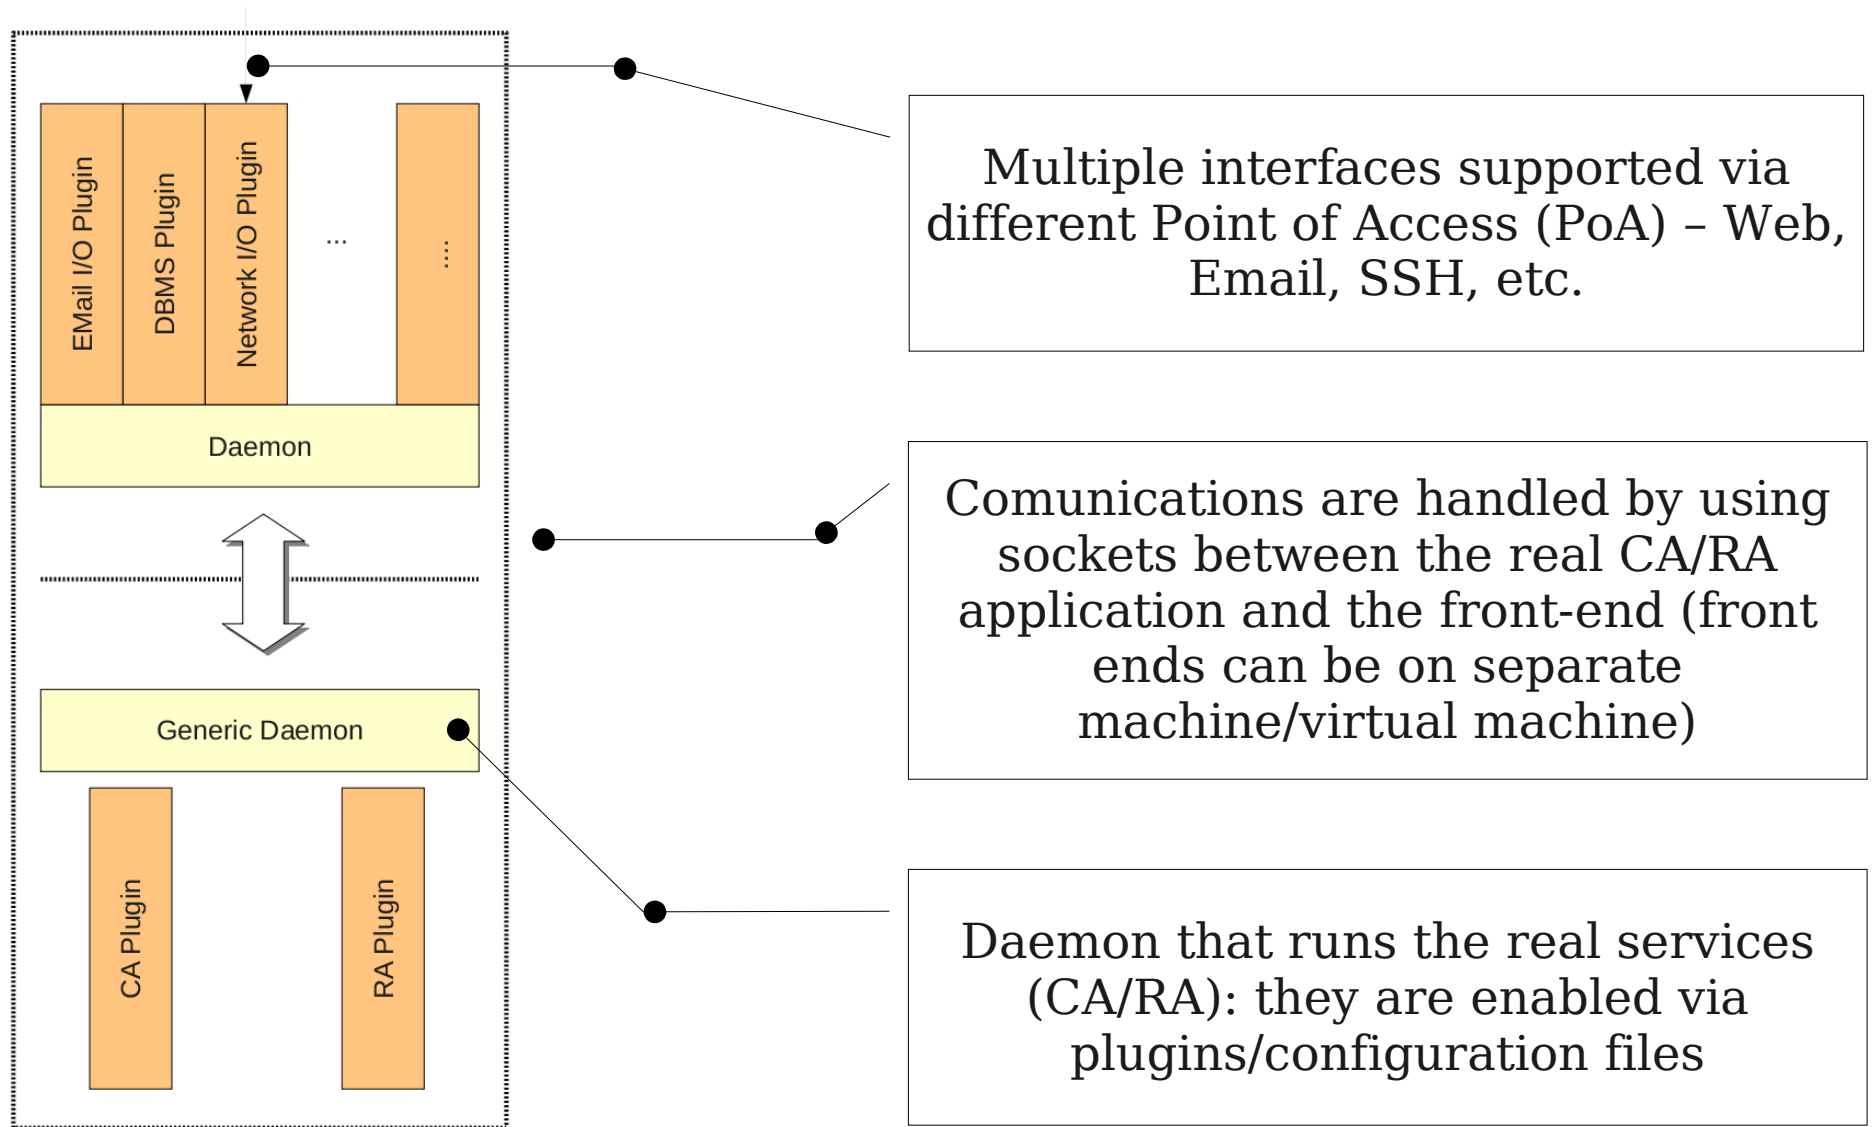 EMail I/O Plugin
DBMS Plugin
Network I/O Plugin
...
....
Daemon
Generic Daemon
CA Plugin
RA Plugin
Multiple interfaces supported via
different Point of Access (PoA) – Web,
Email, SSH, etc.
Comunications are handled by using
sockets between the real CA/RA
application and the front-end (front
ends can be on separate
machine/virtual machine)
Daemon that runs the real services
(CA/RA): they are enabled via
plugins/configuration files